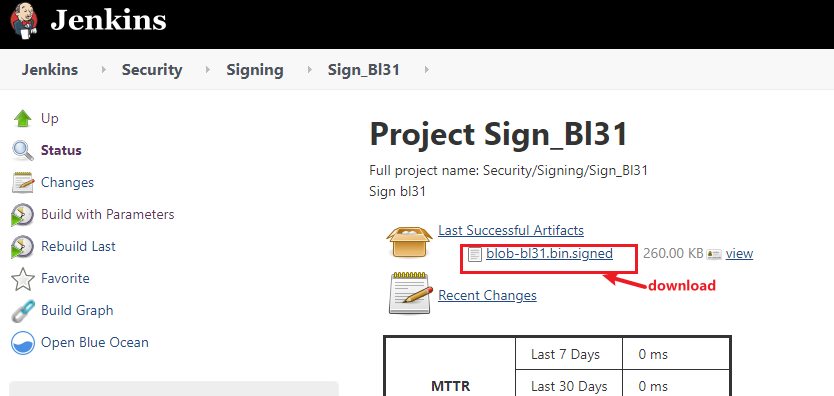 Jenkins
Jenkins Security Signing Sign_Bl31
Up
Status
Changes
Build with Parameters
Rebuild Last
Favorite
Build Graph
Open Blue Ocean
Project Sign_Bl31
Full project name: Security/Signing/Sign_Bl31
Sign bl31
Last Successful Artifacts
blob-bl31.bin.signed 260.00 KB view
download
Recent Changes
MTTR
Last 7 Days 0 ms
Last 30 Days 0 ms